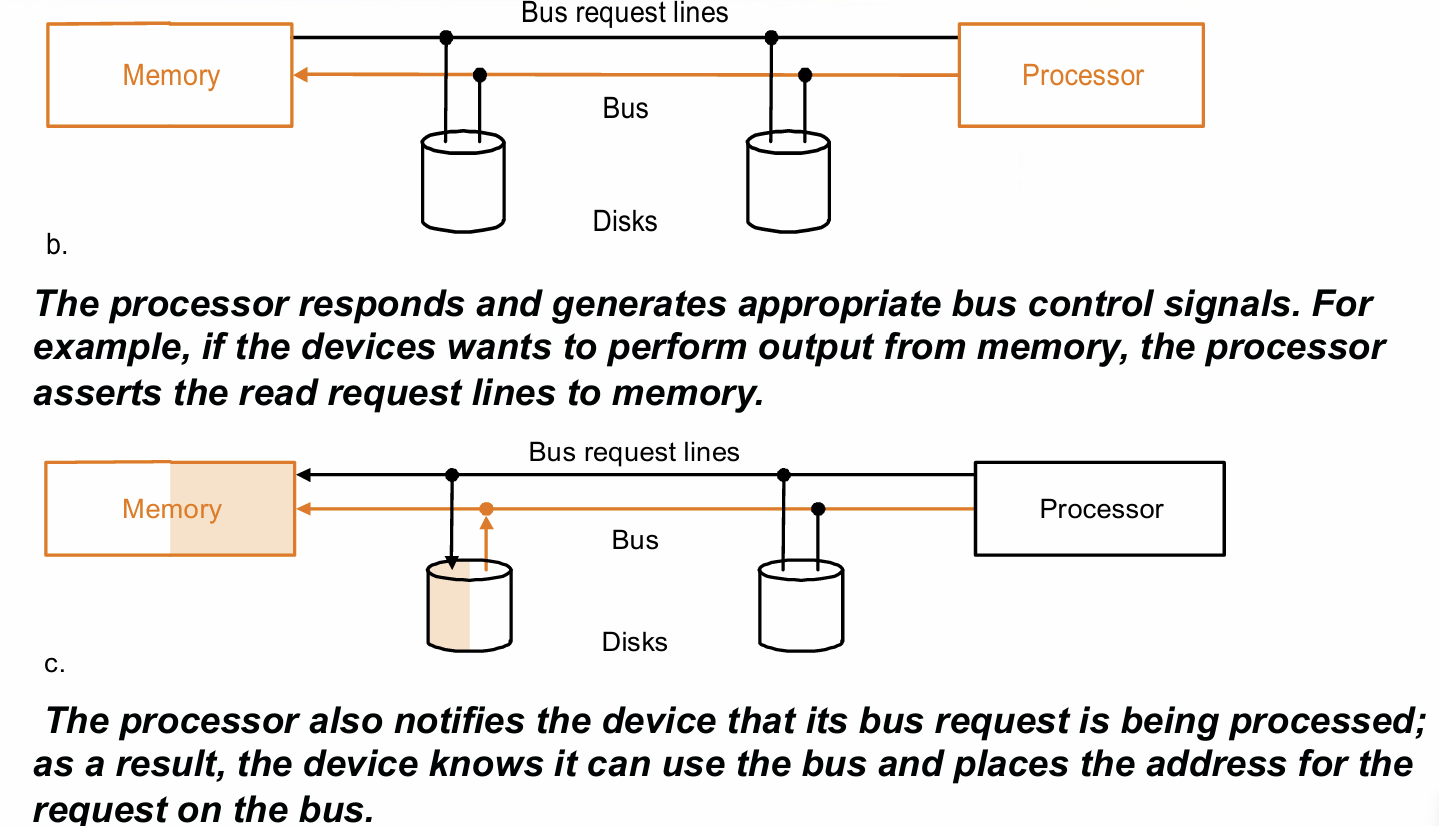 Bus request lines
Memory
Processor
Bus
Disks
b.
The processor responds and generates appropriate bus control signals. For
example, if the devices wants to perform output from memory, the processor
asserts the read request lines to memory.
Bus request lines
Memory
Processor
Bus
Disks
c.
The processor also notifies the device that its bus request is being processed;
as a result, the device knows it can use the bus and places the address for the
request on the bus.